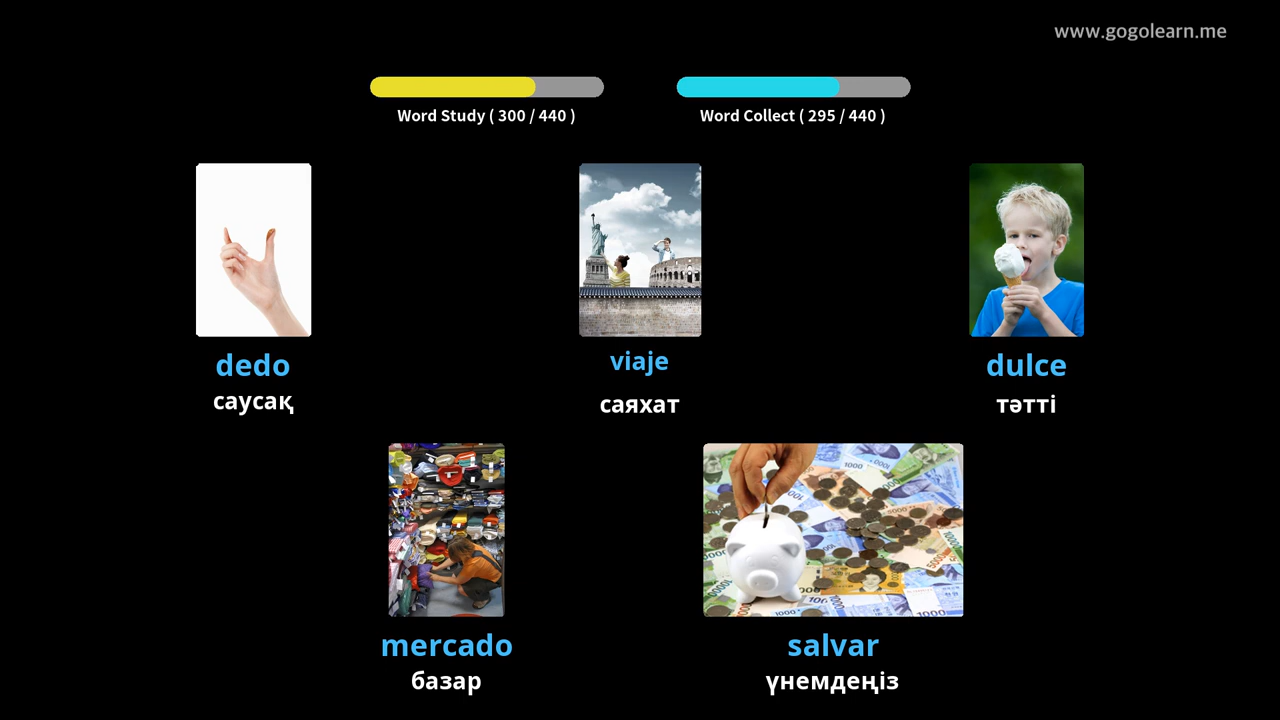 www.gogolearn.me
Word Study ( 300 / 440 )
Word Collect ( 295 / 440 )
dedo
саусақ
viaje
саяхат
dulce
тәтті
mercado
базар
salvar
үнемдеңіз